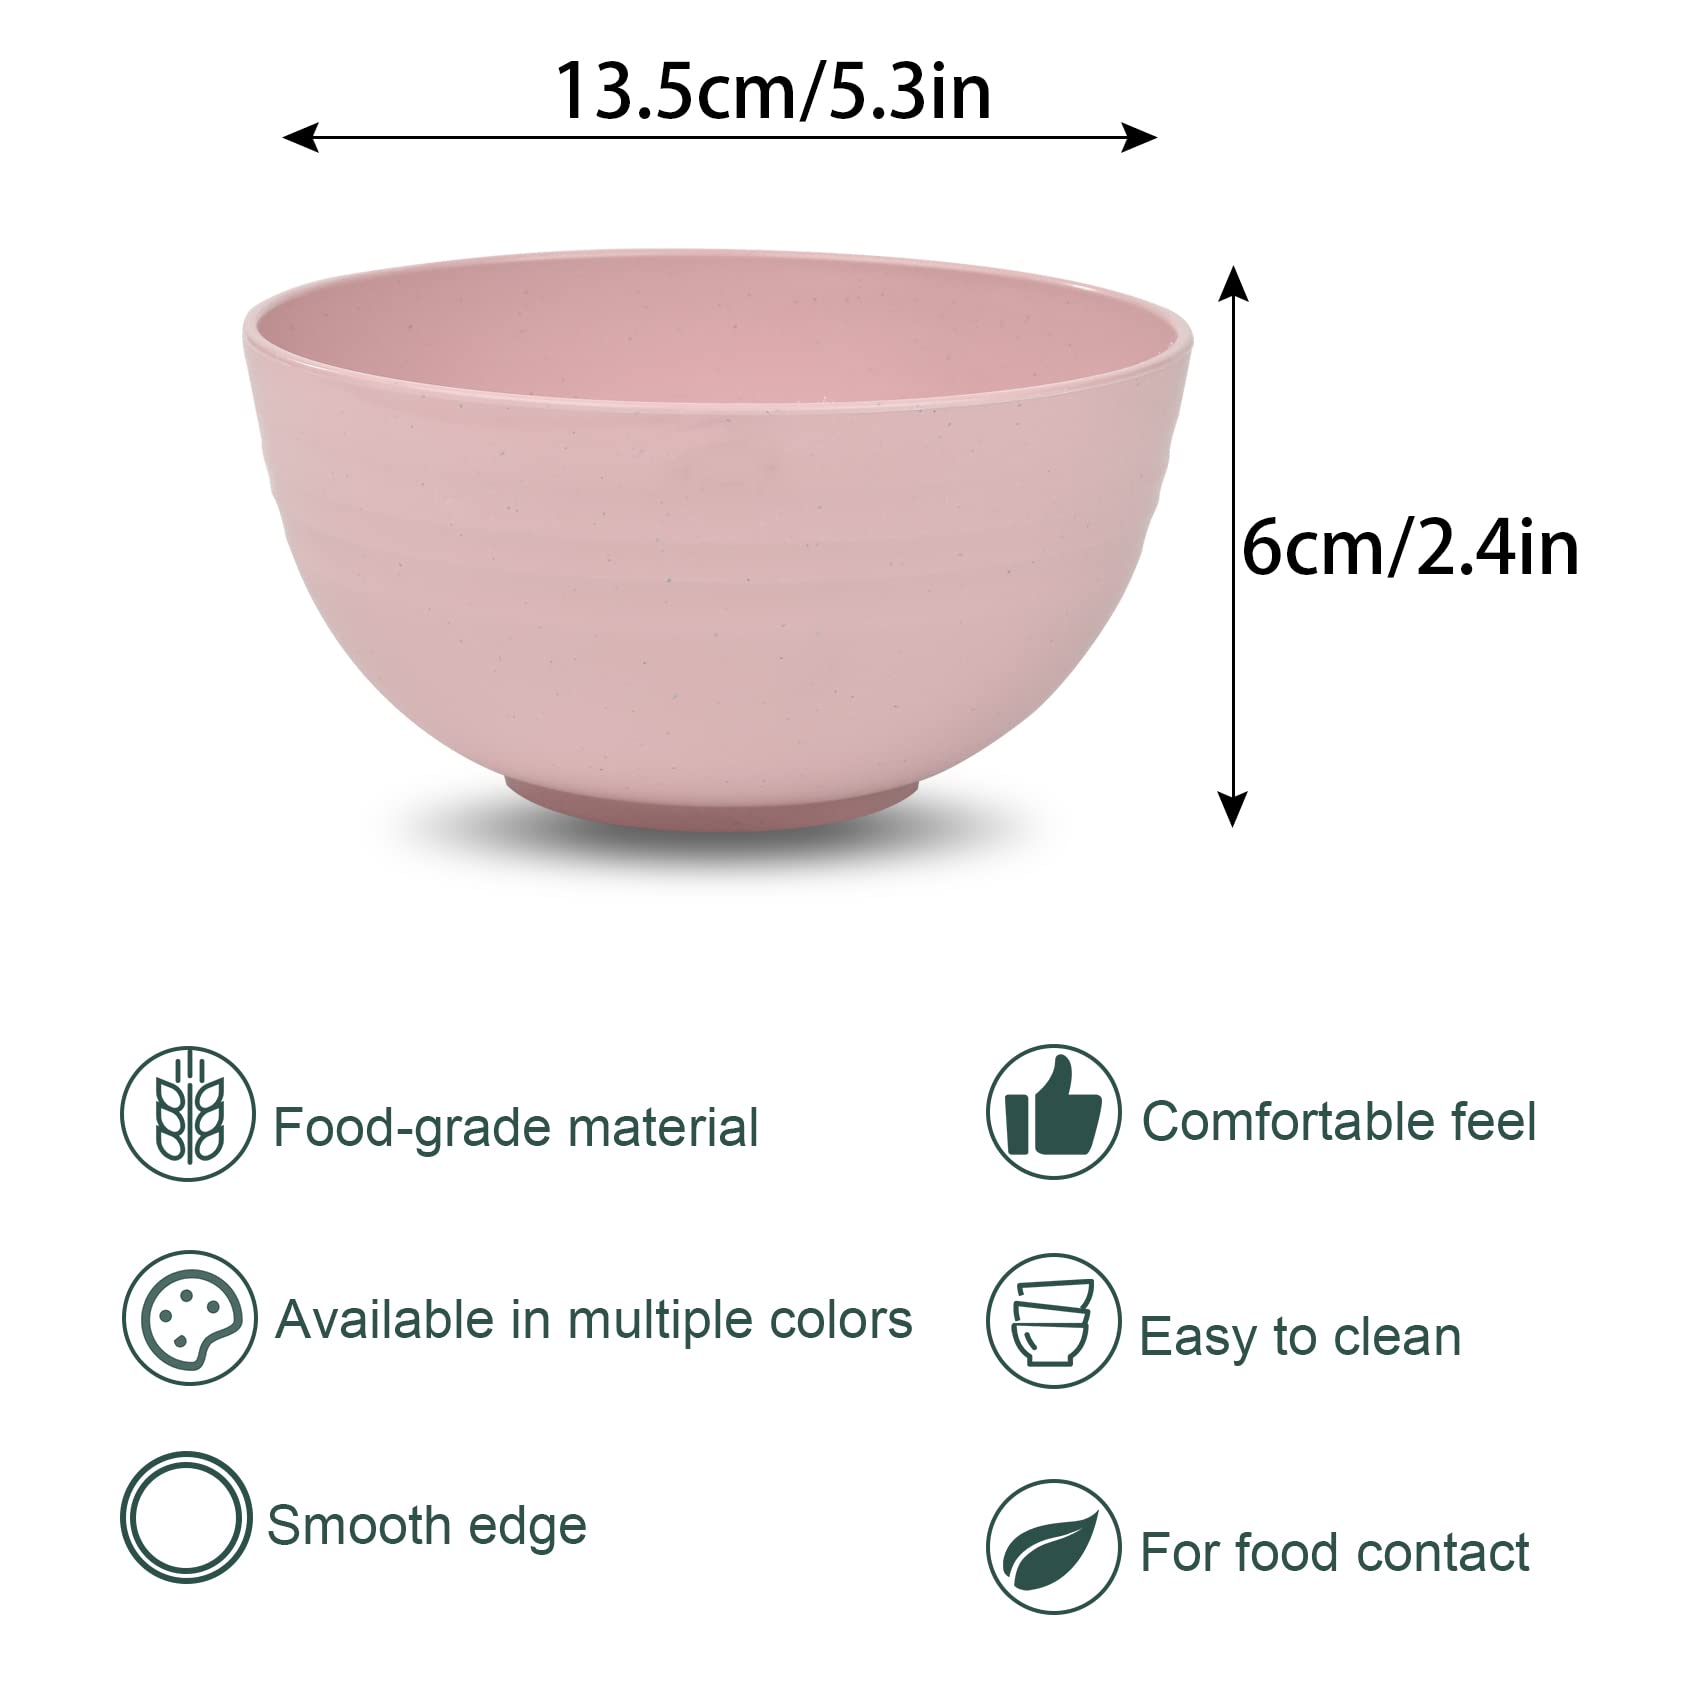 13.5cm/5.3in
6cm/2.4in
Food-grade material
Comfortable feel
Available in multiple colors
Easy to clean
Smooth edge
For food contact